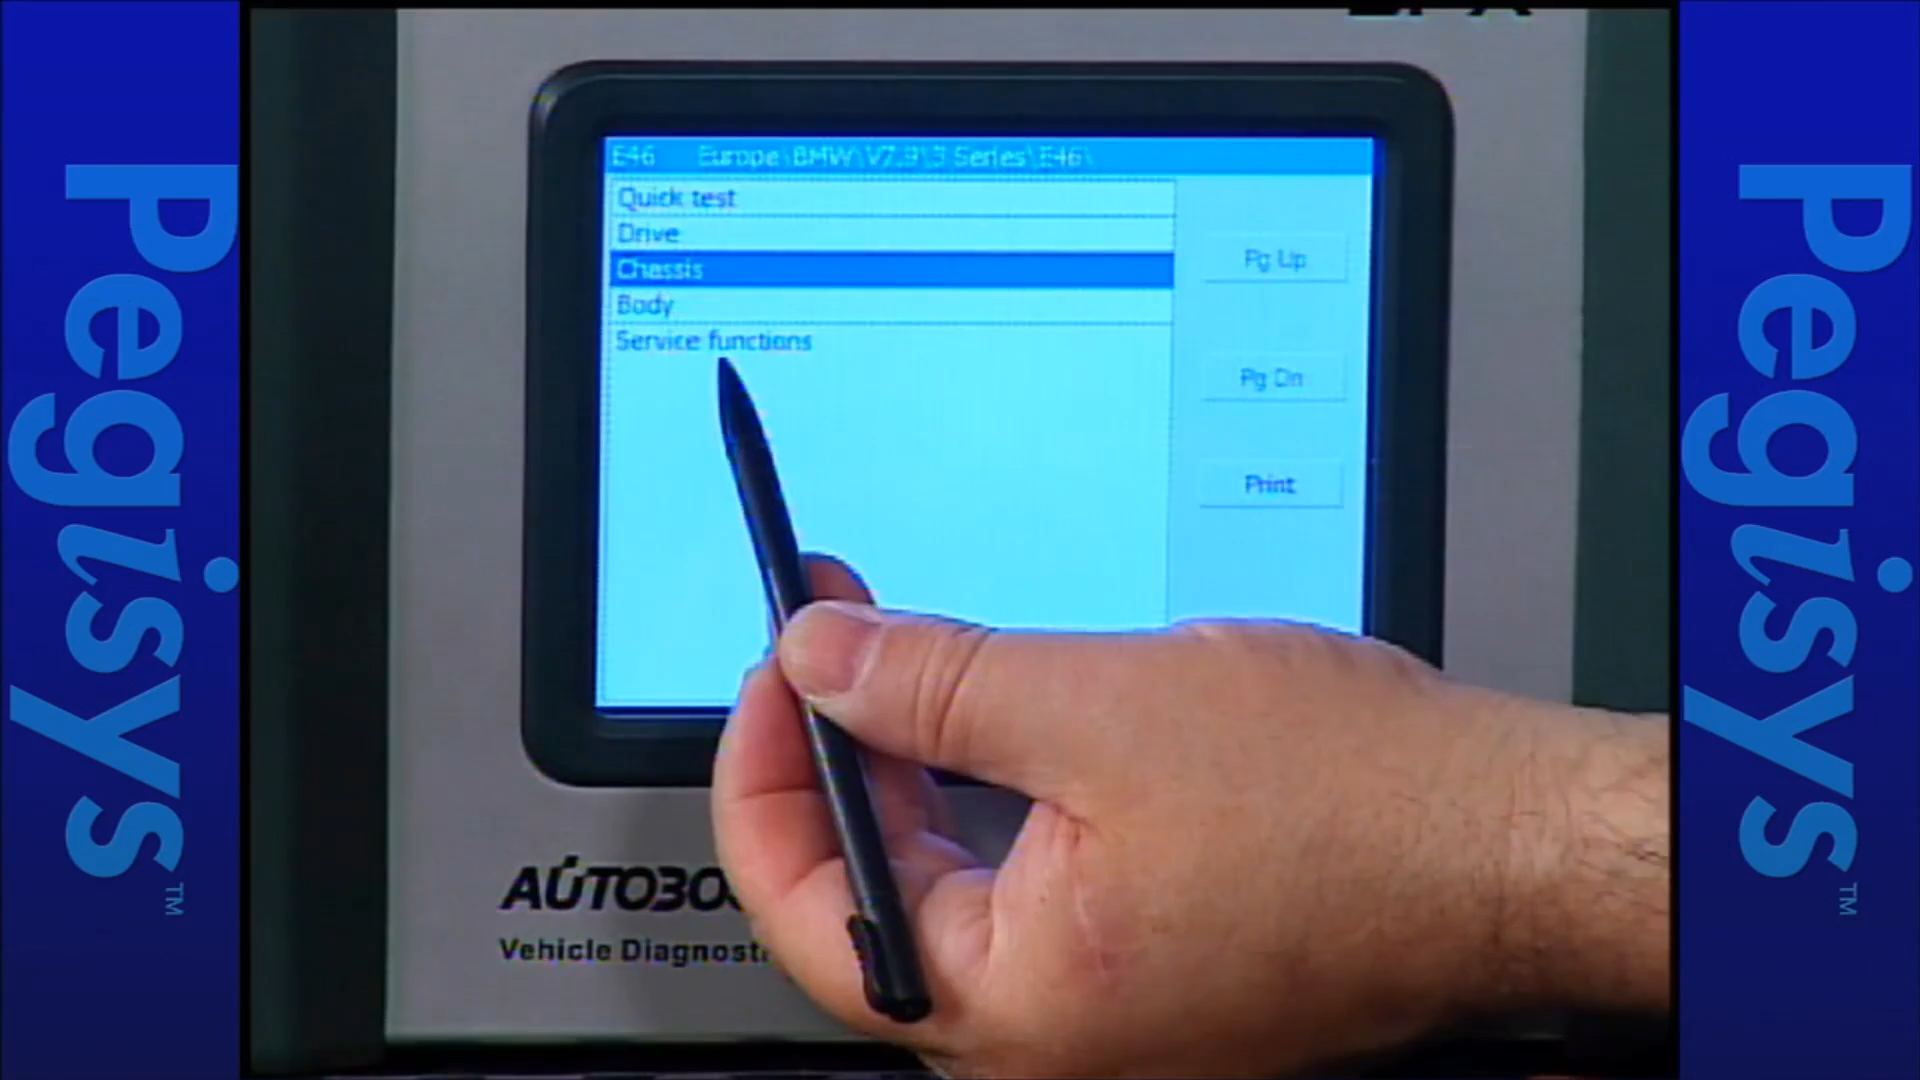 Pegisys™
E46 Europe\BMW\V7.9\3 Series\E46\
Quick test
Drive
Chassis
Body
Service functions
Pg Up
Pg Dn
Print
AUTOBO
Vehicle Diagnost
Pegisys™